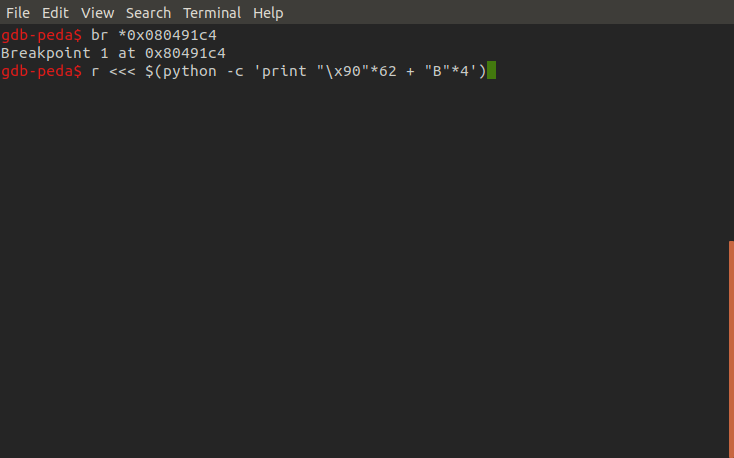 File Edit View Search Terminal Help
gdb-peda$ br *0x080491c4
Breakpoint 1 at 0x80491c4
gdb-peda$ r <<< $(python -c 'print "\x90"*62 + "B"*4')